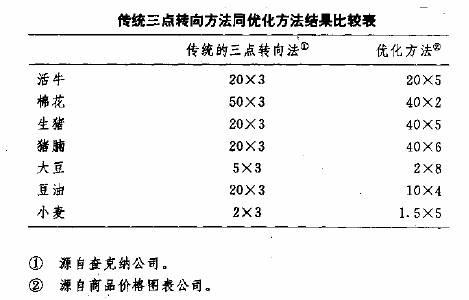 传统三点转向方法同优化方法结果比较表
传统的三点转向法① 优化方法②
活牛 20×3 20×5
棉花 50×3 40×2
生猪 20×3 40×5
猪腩 20×3 40×6
大豆 5×3 2×8
豆油 20×3 10×4
小麦 2×3 1.5×5
① 源自查克纳公司。
② 源自商品价格图表公司。